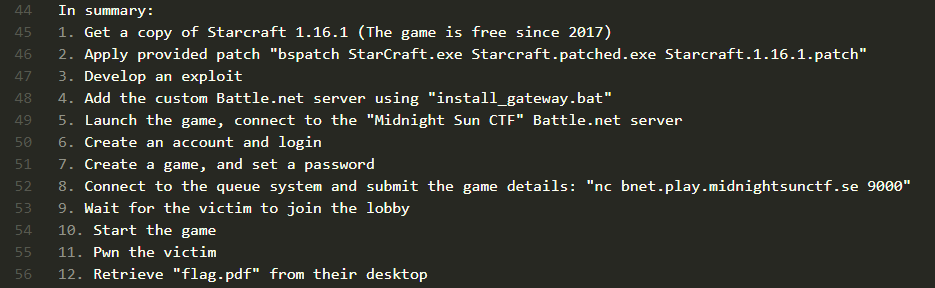 44 In summary:
45 1. Get a copy of Starcraft 1.16.1 (The game is free since 2017)
46 2. Apply provided patch "bspatch StarCraft.exe Starcraft.patched.exe Starcraft.1.16.1.patch"
47 3. Develop an exploit
48 4. Add the custom Battle.net server using "install_gateway.bat"
49 5. Launch the game, connect to the "Midnight Sun CTF" Battle.net server
50 6. Create an account and login
51 7. Create a game, and set a password
52 8. Connect to the queue system and submit the game details: "nc bnet.play.midnightsunctf.se 9000"
53 9. Wait for the victim to join the lobby
54 10. Start the game
55 11. Pwn the victim
56 12. Retrieve "flag.pdf" from their desktop